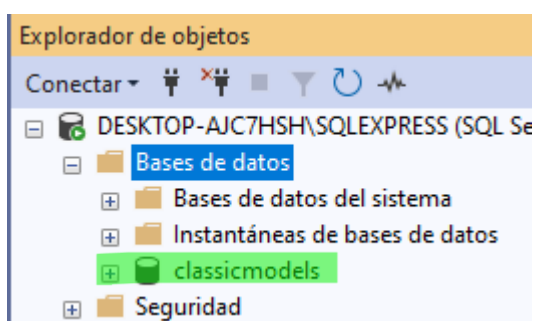 Explorador de objetos
Conectar
DESKTOP-AJC7HSH\SQLEXPRESS (SQL Se
Bases de datos
Bases de datos del sistema
Instantáneas de bases de datos
classicmodels
Seguridad